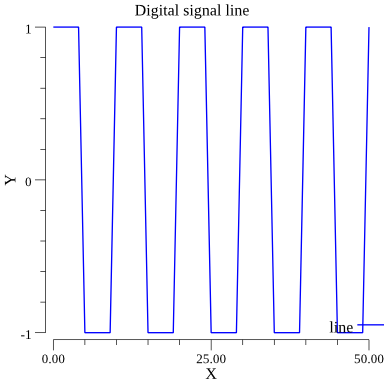 Digital signal line
1
Y
0
-1
line
0.00
25.00
50.00
X